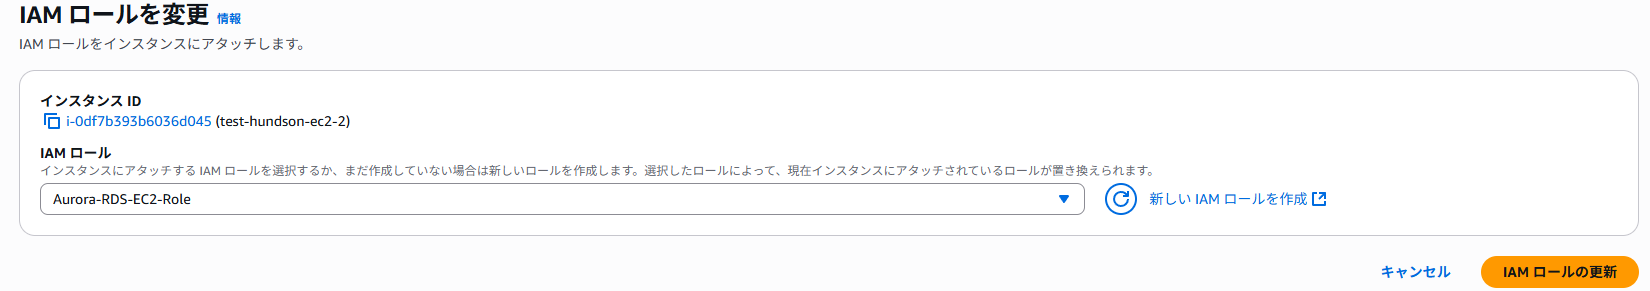 IAM ロールを変更 情報
IAM ロールをインスタンスにアタッチします。
インスタンス ID
i-0df7b393b6036d045 (test-hundson-ec2-2)
IAM ロール
インスタンスにアタッチする IAM ロールを選択するか、まだ作成していない場合は新しいロールを作成します。選択したロールによって、現在インスタンスにアタッチされているロールが置き換えられます。
Aurora-RDS-EC2-Role
新しい IAM ロールを作成
キャンセル
IAM ロールの更新